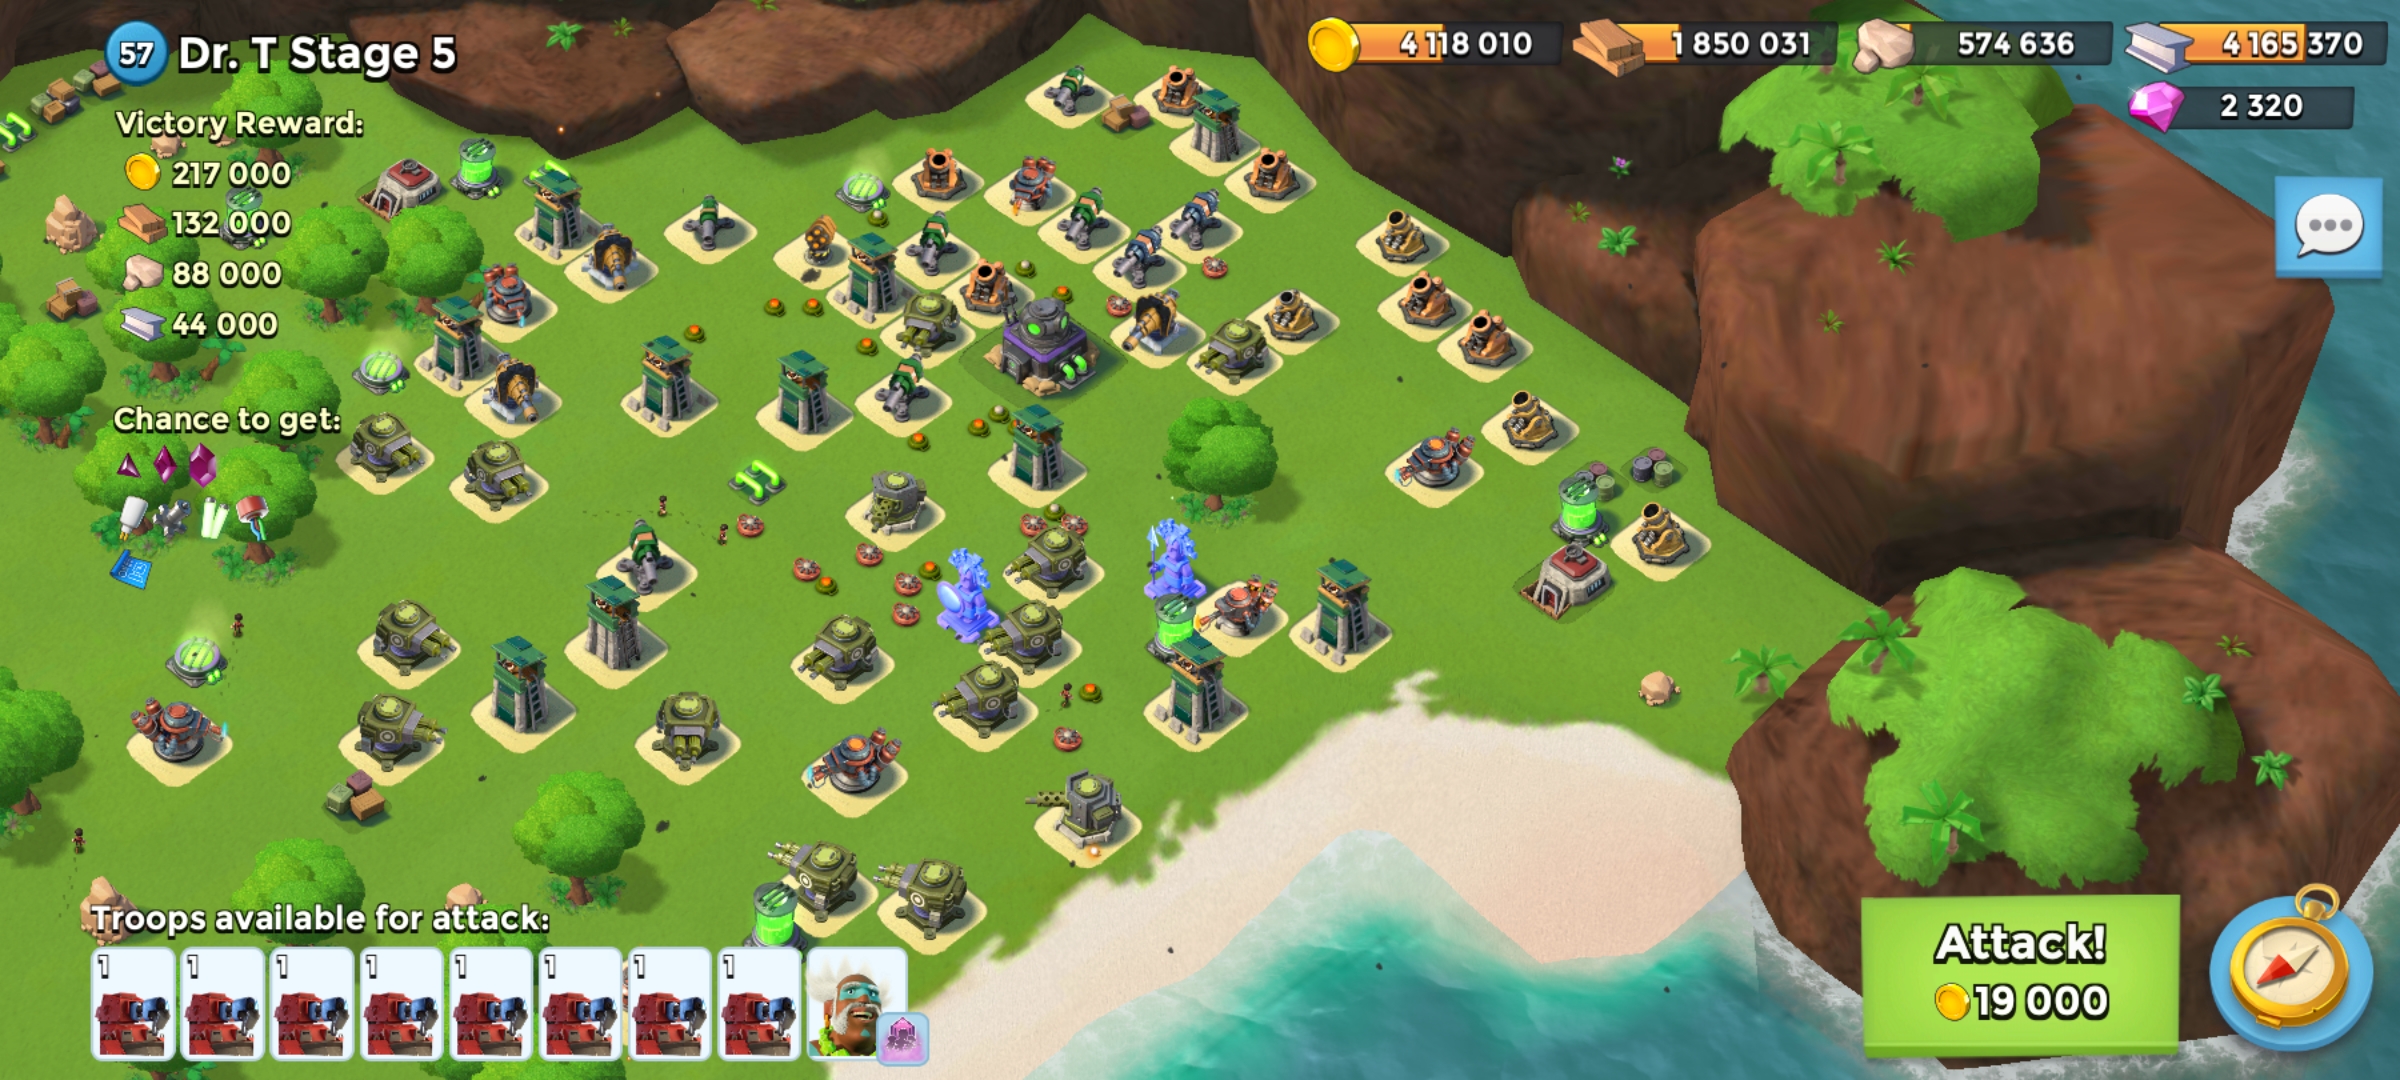 57 Dr. T Stage 5
4 118 010
1 850 031
574 636
4 165 370
2 320
Victory Reward:
217 000
132 000
88 000
44 000
Chance to get:
Troops available for attack:
1 1 1 1 1 1 1 1
Attack!
19 000